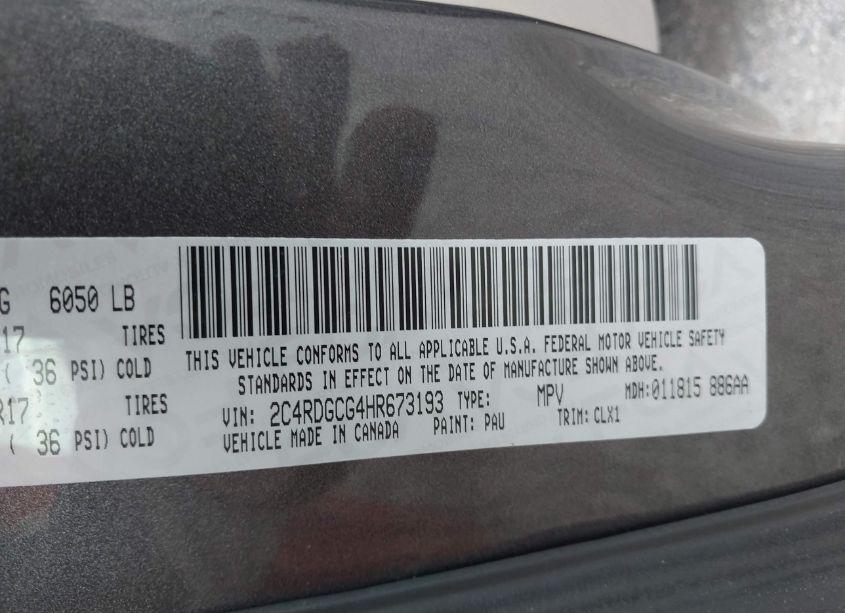 G 6050 LB
17 TIRES
( 36 PSI) COLD
R17 TIRES
( 36 PSI) COLD
THIS VEHICLE CONFORMS TO ALL APPLICABLE U.S.A. FEDERAL MOTOR VEHICLE SAFETY
STANDARDS IN EFFECT ON THE DATE OF MANUFACTURE SHOWN ABOVE.
VIN: 2C4RDGCG4HR673193 TYPE: MPV MDH:011815 886AA
VEHICLE MADE IN CANADA PAINT: PAU TRIM: CLX1